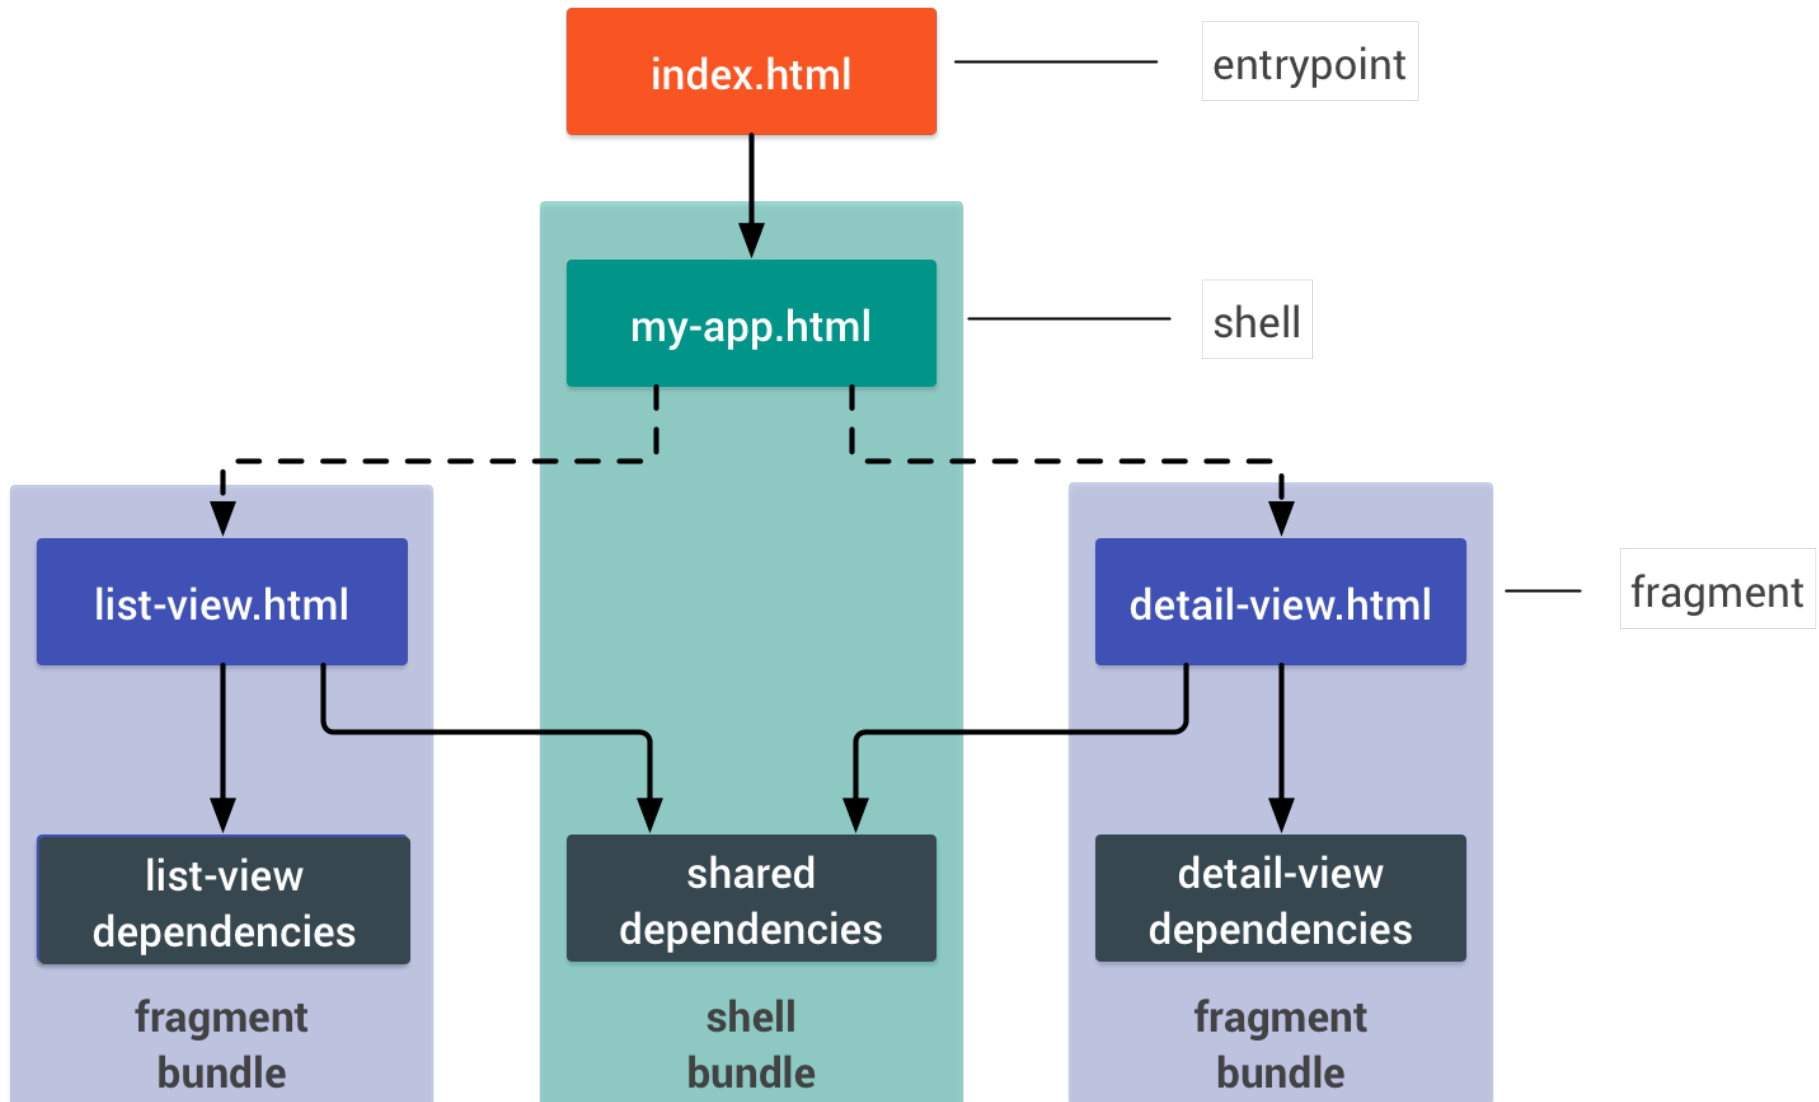 index.html
entrypoint
my-app.html
shell
list-view.html
detail-view.html
fragment
list-view
dependencies
shared
dependencies
detail-view
dependencies
fragment
bundle
shell
bundle
fragment
bundle